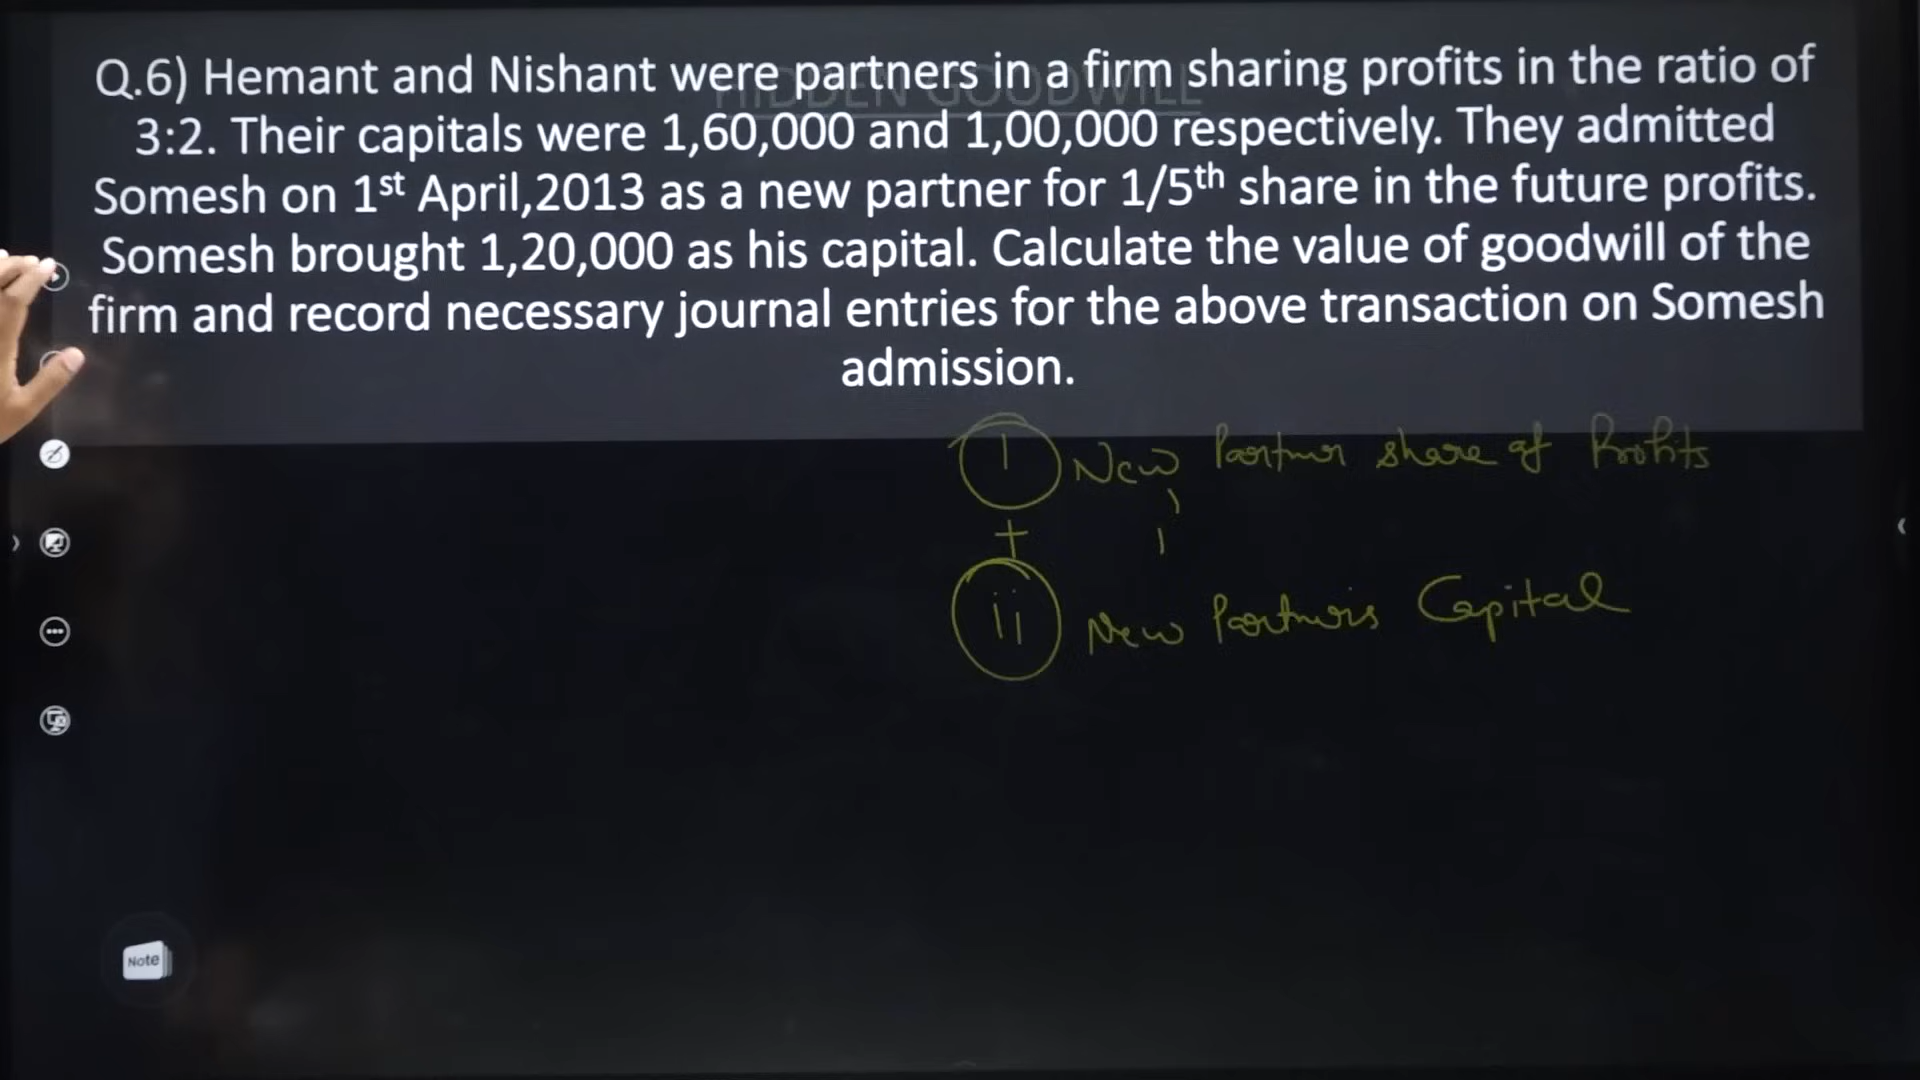 HIDDEN GOODWILL
Q.6) Hemant and Nishant were partners in a firm sharing profits in the ratio of
3:2. Their capitals were 1,60,000 and 1,00,000 respectively. They admitted
Somesh on 1st April,2013 as a new partner for 1/5th share in the future profits.
Somesh brought 1,20,000 as his capital. Calculate the value of goodwill of the
firm and record necessary journal entries for the above transaction on Somesh
admission.
i New Partner share of Profits
+
ii New Partner's Capital
Note